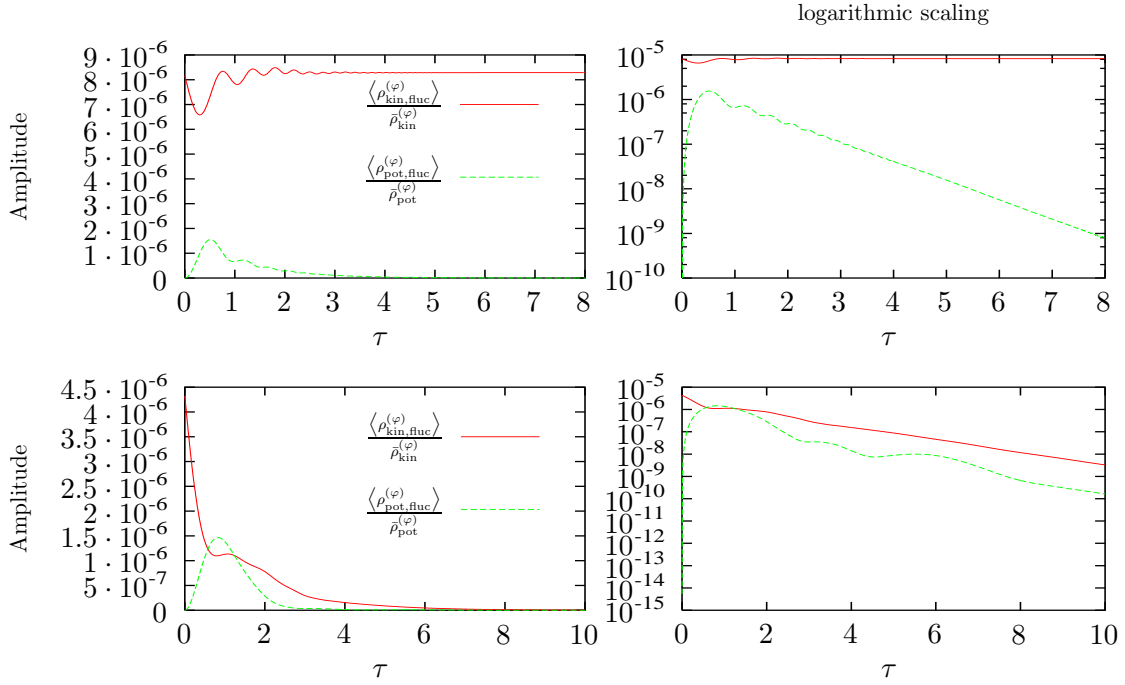 logarithmic scaling
Amplitude
9 · 10^-6
8 · 10^-6
7 · 10^-6
6 · 10^-6
5 · 10^-6
4 · 10^-6
3 · 10^-6
2 · 10^-6
1 · 10^-6
0
0 1 2 3 4 5 6 7 8
τ
⟨ρ_kin,fluc^(φ)⟩ / ρ̄_kin^(φ)
⟨ρ_pot,fluc^(φ)⟩ / ρ̄_pot^(φ)
10^-5
10^-6
10^-7
10^-8
10^-9
10^-10
0 1 2 3 4 5 6 7 8
τ
Amplitude
4.5 · 10^-6
4 · 10^-6
3.5 · 10^-6
3 · 10^-6
2.5 · 10^-6
2 · 10^-6
1.5 · 10^-6
1 · 10^-6
5 · 10^-7
0
0 2 4 6 8 10
τ
⟨ρ_kin,fluc^(φ)⟩ / ρ̄_kin^(φ)
⟨ρ_pot,fluc^(φ)⟩ / ρ̄_pot^(φ)
10^-5
10^-6
10^-7
10^-8
10^-9
10^-10
10^-11
10^-12
10^-13
10^-14
10^-15
0 2 4 6 8 10
τ